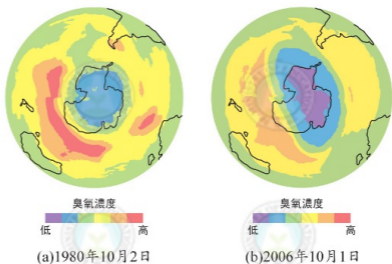 臭氧濃度
低 高
(a)1980年10月2日
臭氧濃度
低 高
(b)2006年10月1日